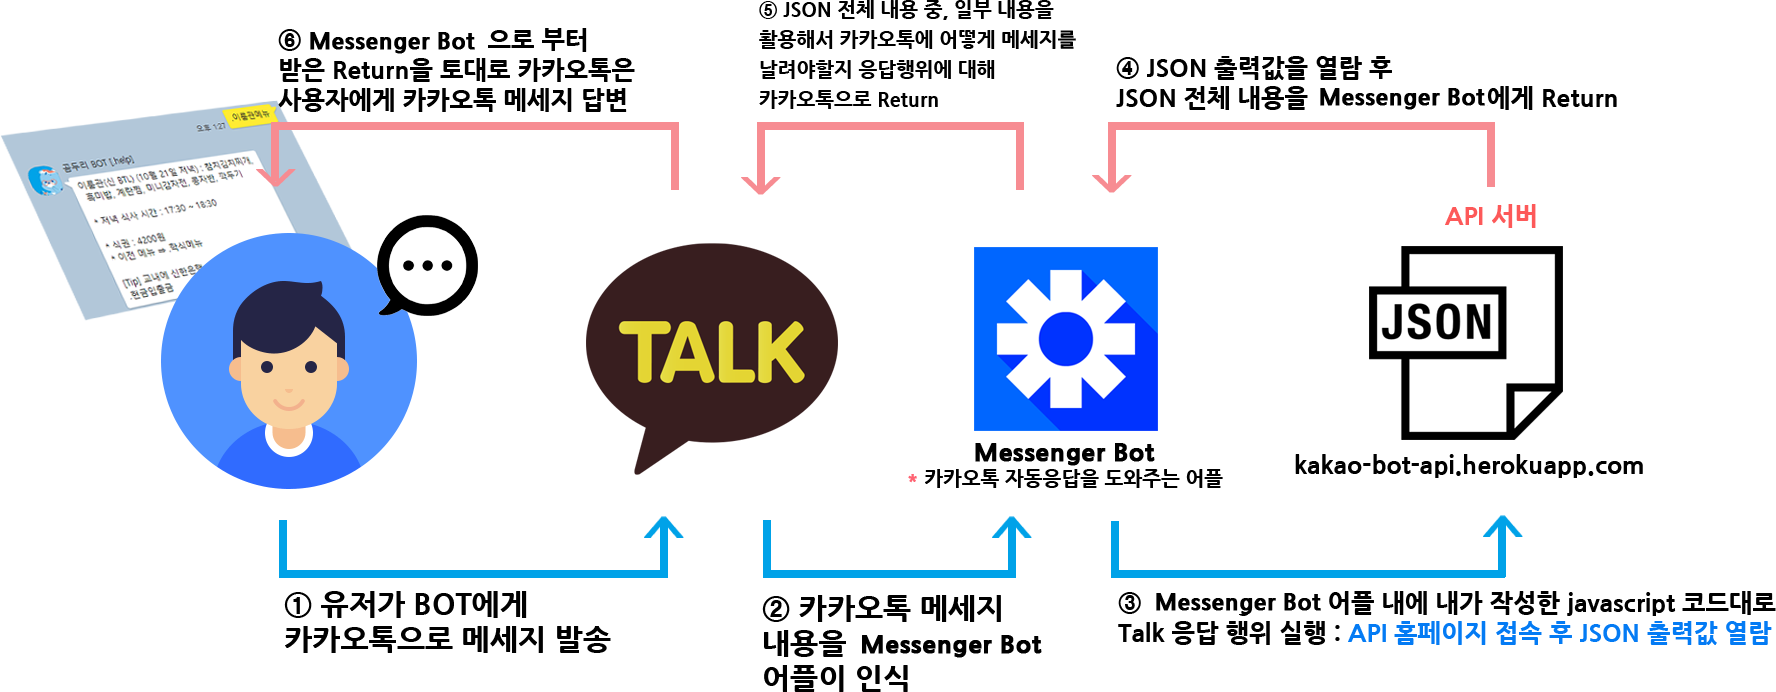 ⑥ Messenger Bot 으로 부터
받은 Return을 토대로 카카오톡은
사용자에게 카카오톡 메세지 답변
⑤ JSON 전체 내용 중, 일부 내용을
활용해서 카카오톡에 어떻게 메세지를
날려야할지 응답행위에 대해
카카오톡으로 Return
④ JSON 출력값을 열람 후
JSON 전체 내용을 Messenger Bot에게 Return
.이룸관메뉴
오후 1:27
곰두리 BOT [.help]
이룸관(신 BTL) (10월 21일 저녁) : 참치김치찌개,
흑미밥, 계란찜, 미니감자전, 콩자반, 깍두기
* 저녁 식사 시간 : 17:30 ~ 18:30
* 식권 : 4200원
* 이전 메뉴 ⇒ .학식메뉴
[Tip] 교내에 신한은행
.현금입출금
TALK
API 서버
JSON
Messenger Bot
* 카카오톡 자동응답을 도와주는 어플
kakao-bot-api.herokuapp.com
① 유저가 BOT에게
카카오톡으로 메세지 발송
② 카카오톡 메세지
내용을 Messenger Bot
어플이 인식
③ Messenger Bot 어플 내에 내가 작성한 javascript 코드대로
Talk 응답 행위 실행 : API 홈페이지 접속 후 JSON 출력값 열람